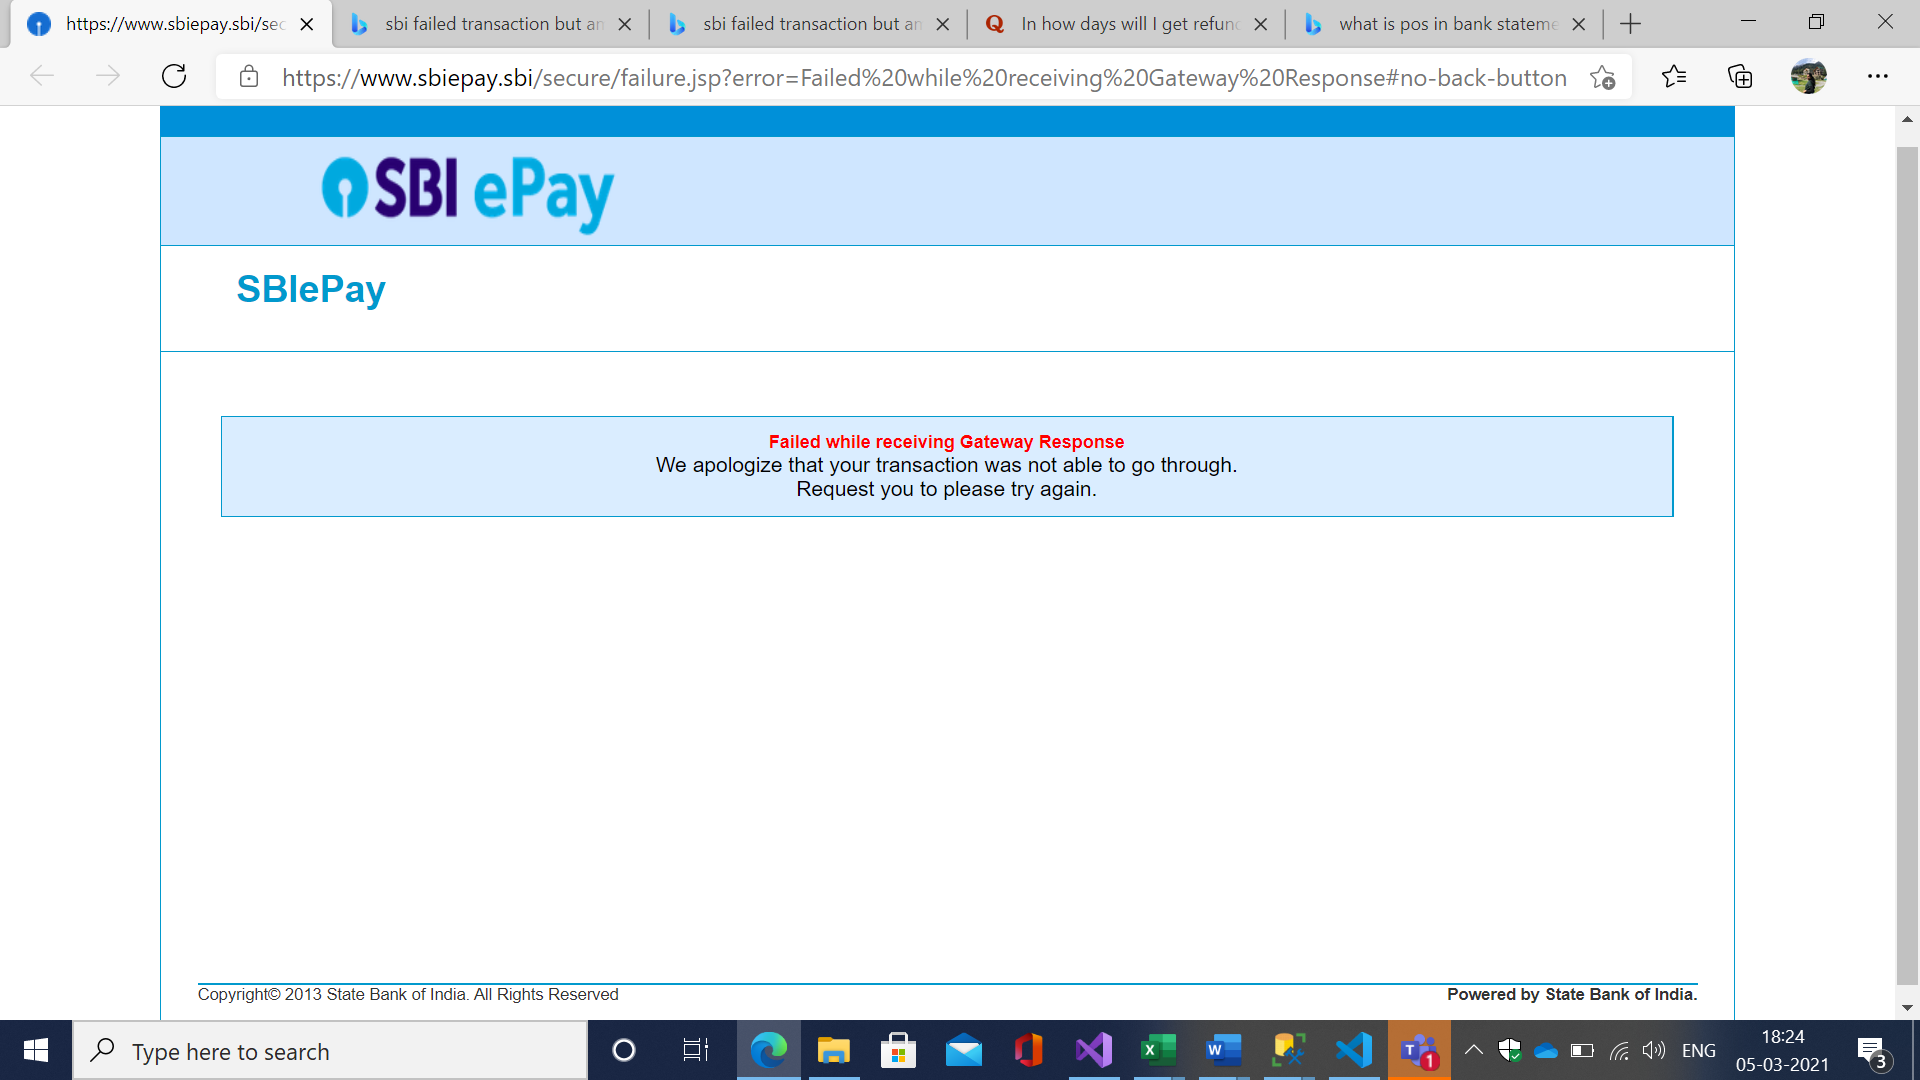 https://www.sbiepay.sbi/sec
sbi failed transaction but an
sbi failed transaction but an
Q In how days will I get refund
what is pos in bank stateme
https://www.sbiepay.sbi/secure/failure.jsp?error=Failed%20while%20receiving%20Gateway%20Response#no-back-button
SBI ePay
SBIePay
Failed while receiving Gateway Response
We apologize that your transaction was not able to go through.
Request you to please try again.
Copyright© 2013 State Bank of India. All Rights Reserved
Powered by State Bank of India.
Type here to search
X
W
T
1
ENG
18:24
05-03-2021
3